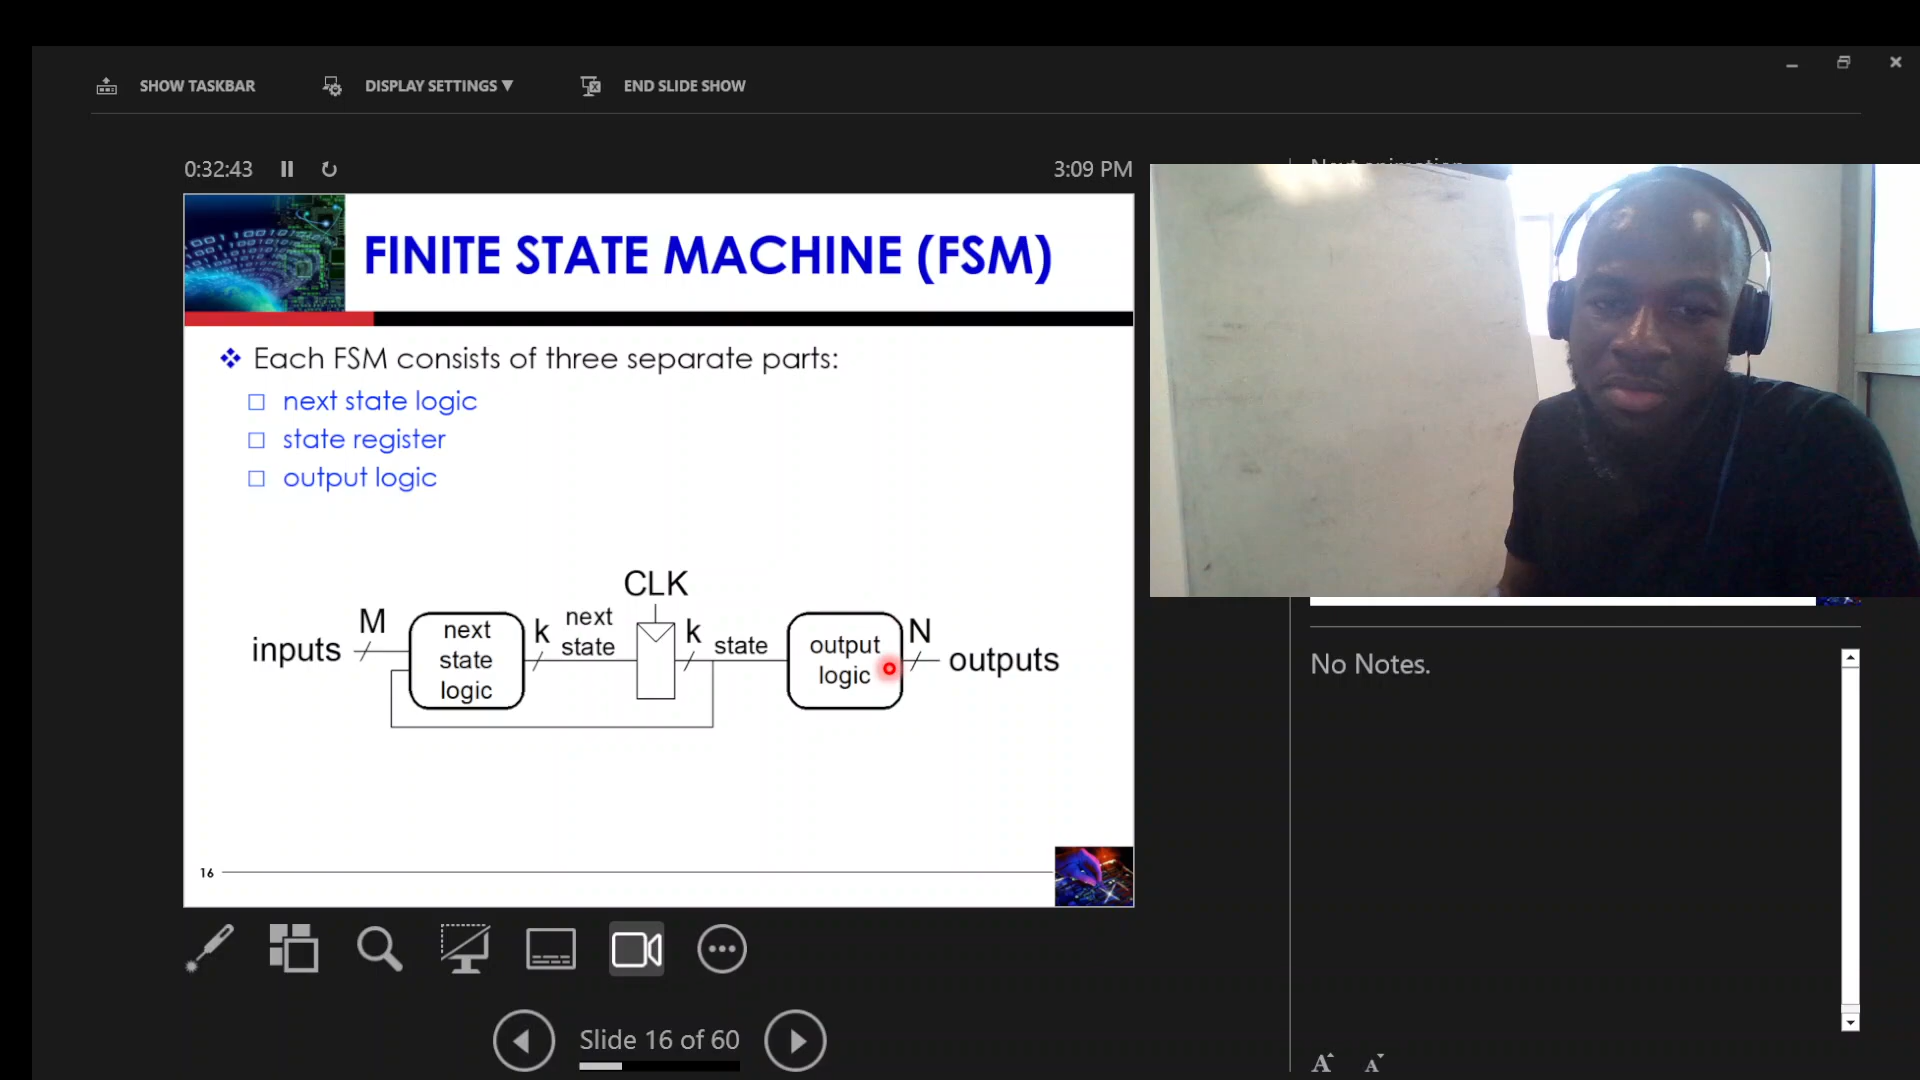 SHOW TASKBAR
DISPLAY SETTINGS ▼
END SLIDE SHOW
0:32:43
3:09 PM
Next animation
FINITE STATE MACHINE (FSM)
Each FSM consists of three separate parts:
next state logic
state register
output logic
CLK
inputs
M
next
state
logic
k
next
state
k
state
output
logic
N
outputs
16
No Notes.
Slide 16 of 60
A A